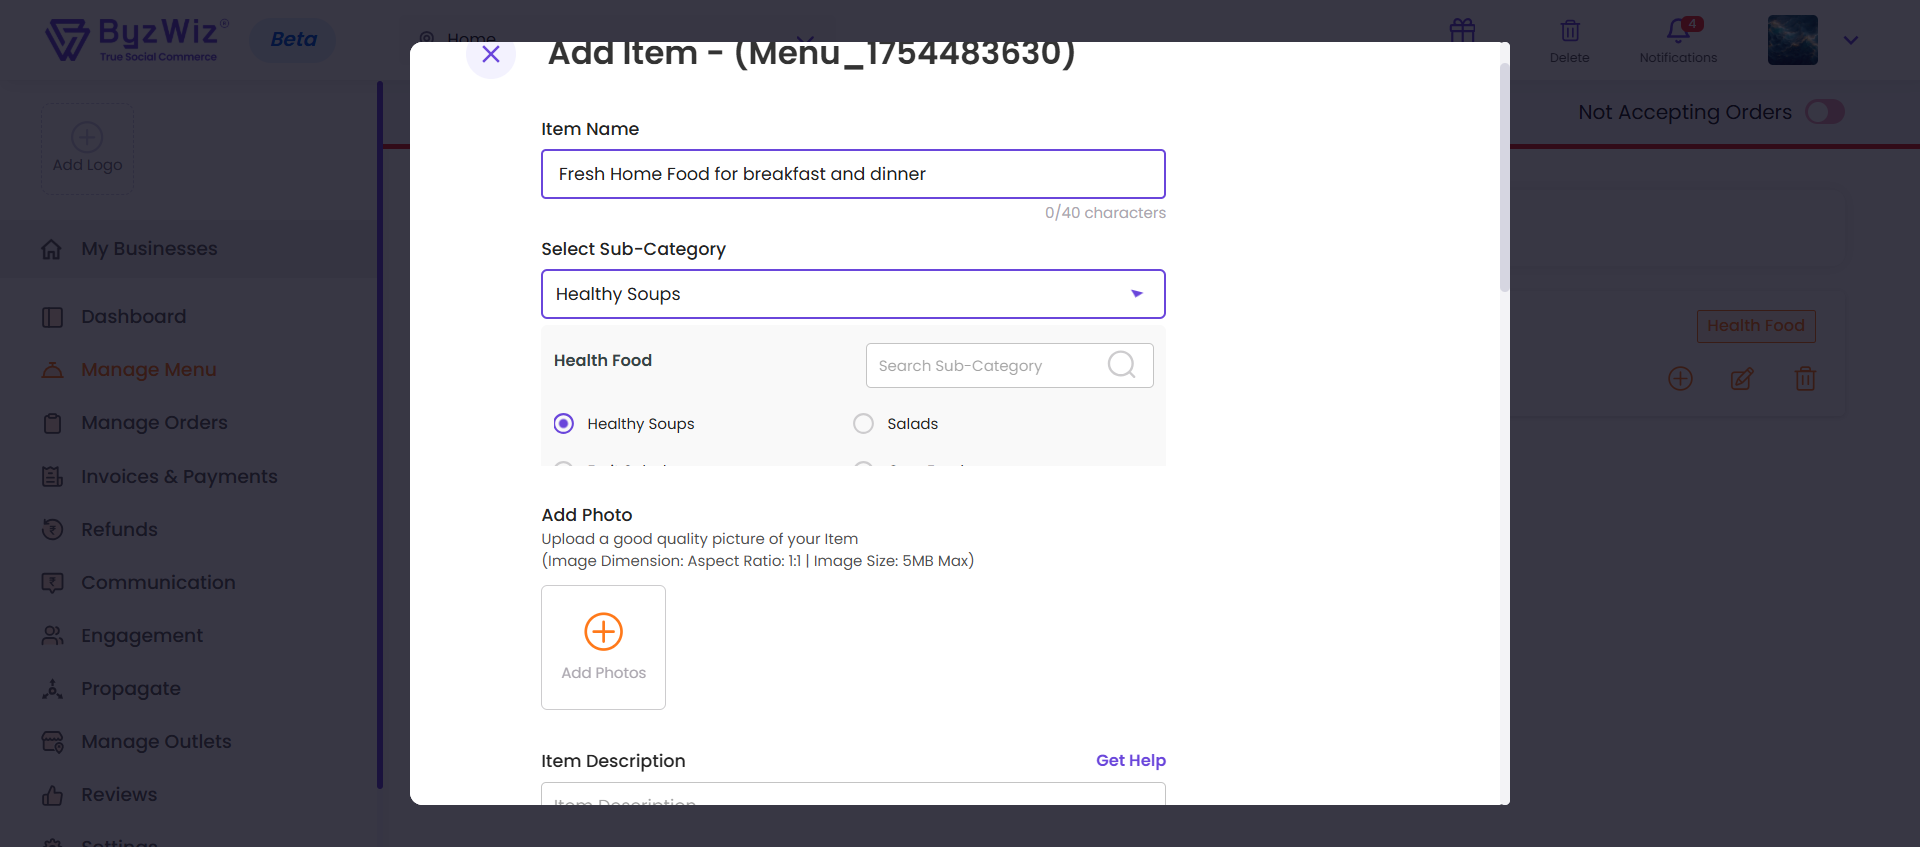 ByzWiz
True Social Commerce
Beta
Home
Delete
4
Notifications
Add Logo
Not Accepting Orders
My Businesses
Dashboard
Manage Menu
Manage Orders
Invoices & Payments
Refunds
Communication
Engagement
Propagate
Manage Outlets
Reviews
Settings
Health Food
Add Item - (Menu_1754483630)
Item Name
Fresh Home Food for breakfast and dinner
0/40 characters
Select Sub-Category
Healthy Soups
Health Food
Search Sub-Category
Healthy Soups
Salads
Add Photo
Upload a good quality picture of your Item
(Image Dimension: Aspect Ratio: 1:1 | Image Size: 5MB Max)
Add Photos
Item Description
Get Help
Item Description